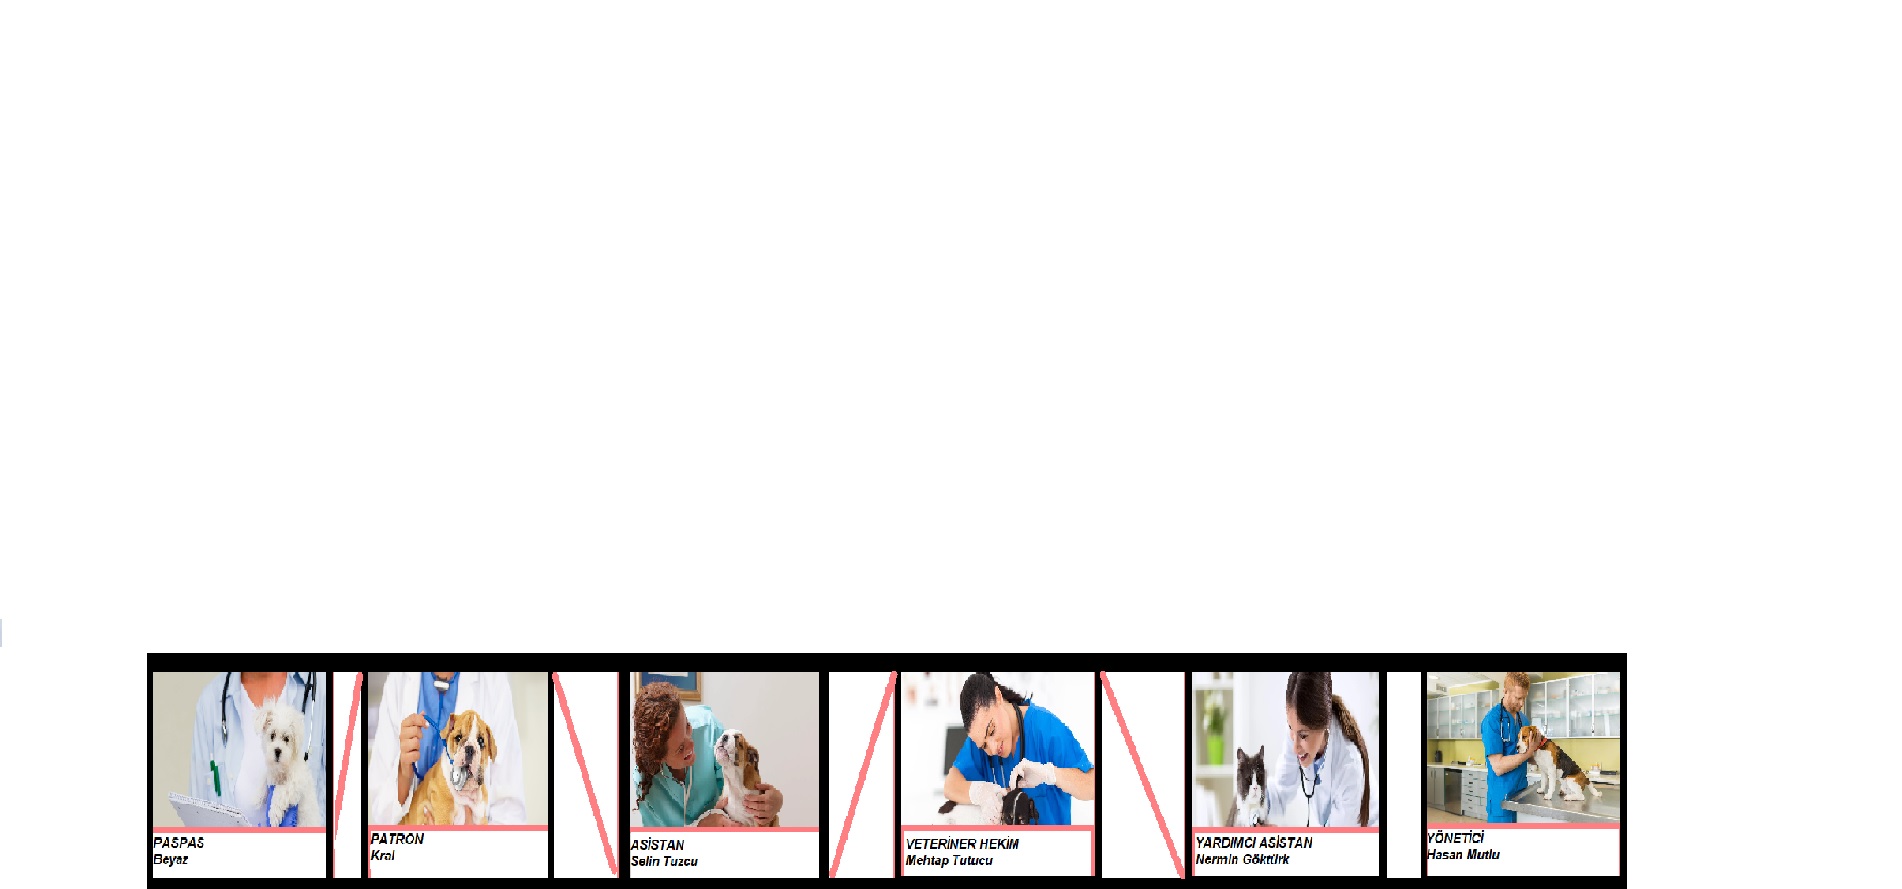 PASPAS
Beyaz
PATRON
Kral
ASİSTAN
Selin Tuzcu
VETERİNER HEKİM
Mehtap Tutucu
YARDIMCI ASİSTAN
Nermin Göktürk
YÖNETİCİ
Hasan Mutlu